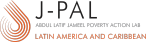 J-PAL
ABDUL LATIF JAMEEL POVERTY ACTION LAB
LATIN AMERICA AND CARIBBEAN